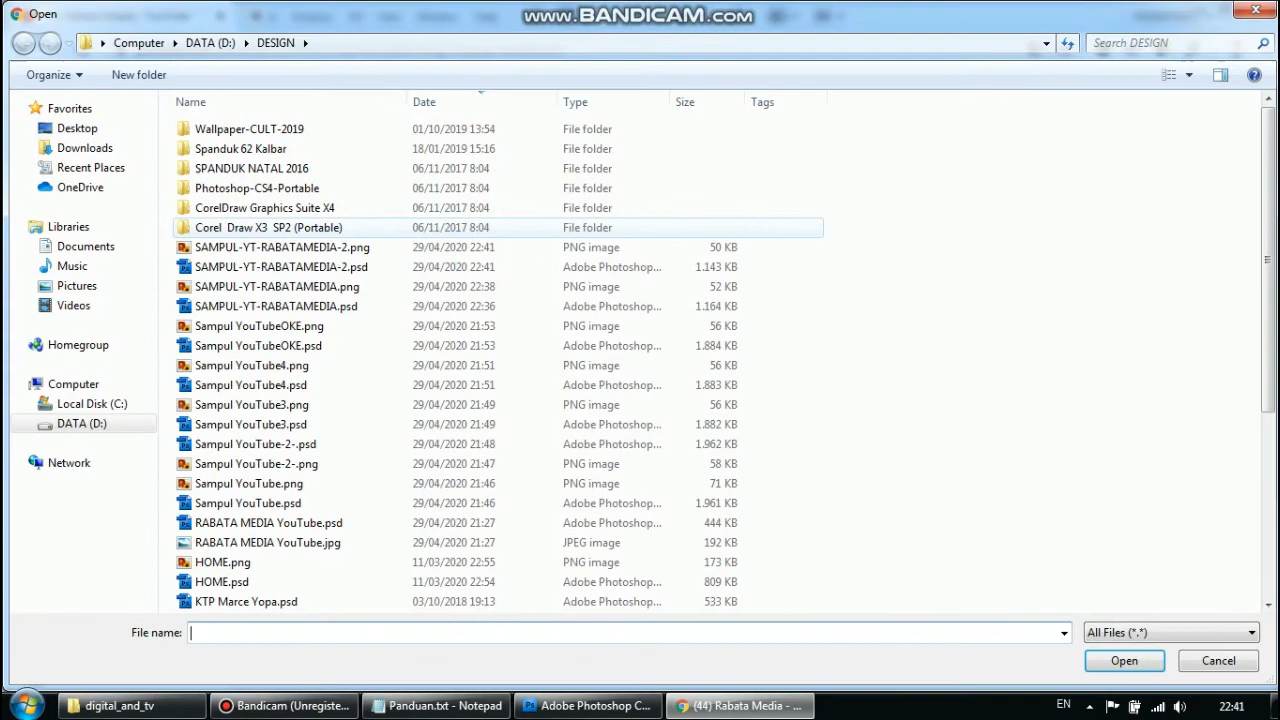 Open
www.BANDICAM.com
Computer DATA (D:) DESIGN
Search DESIGN
Organize New folder
Name Date Type Size Tags
Favorites
Desktop
Downloads
Recent Places
OneDrive
Libraries
Documents
Music
Pictures
Videos
Homegroup
Computer
Local Disk (C:)
DATA (D:)
Network
Wallpaper-CULT-2019 01/10/2019 13:54 File folder
Spanduk 62 Kalbar 18/01/2019 15:16 File folder
SPANDUK NATAL 2016 06/11/2017 8:04 File folder
Photoshop-CS4-Portable 06/11/2017 8:04 File folder
CorelDraw Graphics Suite X4 06/11/2017 8:04 File folder
Corel Draw X3 SP2 (Portable) 06/11/2017 8:04 File folder
SAMPUL-YT-RABATAMEDIA-2.png 29/04/2020 22:41 PNG image 50 KB
SAMPUL-YT-RABATAMEDIA-2.psd 29/04/2020 22:41 Adobe Photoshop... 1.143 KB
SAMPUL-YT-RABATAMEDIA.png 29/04/2020 22:38 PNG image 52 KB
SAMPUL-YT-RABATAMEDIA.psd 29/04/2020 22:36 Adobe Photoshop... 1.164 KB
Sampul YouTubeOKE.png 29/04/2020 21:53 PNG image 56 KB
Sampul YouTubeOKE.psd 29/04/2020 21:53 Adobe Photoshop... 1.884 KB
Sampul YouTube4.png 29/04/2020 21:51 PNG image 56 KB
Sampul YouTube4.psd 29/04/2020 21:51 Adobe Photoshop... 1.883 KB
Sampul YouTube3.png 29/04/2020 21:49 PNG image 56 KB
Sampul YouTube3.psd 29/04/2020 21:49 Adobe Photoshop... 1.882 KB
Sampul YouTube-2-.psd 29/04/2020 21:48 Adobe Photoshop... 1.962 KB
Sampul YouTube-2-.png 29/04/2020 21:47 PNG image 58 KB
Sampul YouTube.png 29/04/2020 21:46 PNG image 71 KB
Sampul YouTube.psd 29/04/2020 21:46 Adobe Photoshop... 1.961 KB
RABATA MEDIA YouTube.psd 29/04/2020 21:27 Adobe Photoshop... 444 KB
RABATA MEDIA YouTube.jpg 29/04/2020 21:27 JPEG image 192 KB
HOME.png 11/03/2020 22:55 PNG image 173 KB
HOME.psd 11/03/2020 22:54 Adobe Photoshop... 809 KB
KTP Marce Yopa.psd 03/10/2018 19:13 Adobe Photoshop... 533 KB
File name: All Files (*.*)
Open Cancel
digital_and_tv Bandicam (Unregiste... Panduan.txt - Notepad Adobe Photoshop C... (44) Rabata Media - ... EN 22:41